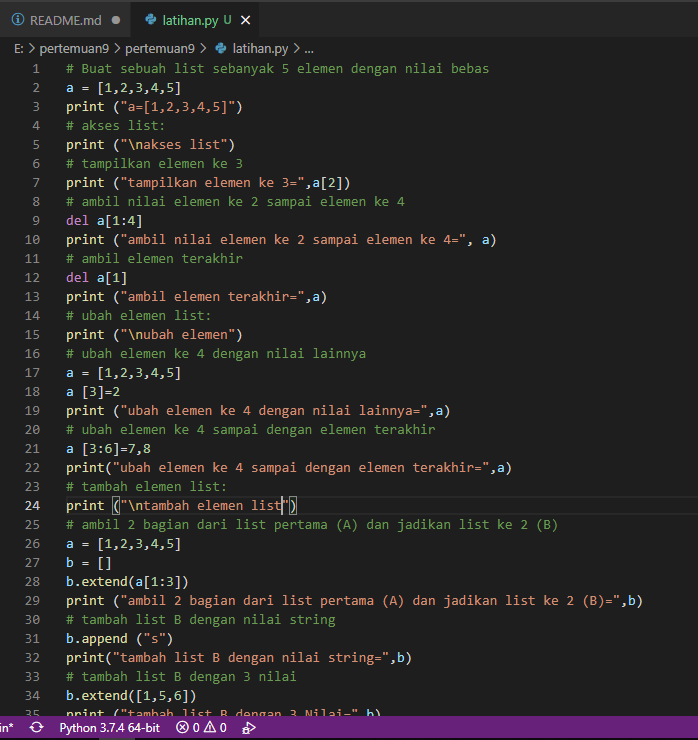 README.md
latihan.py U
E: > pertemuan9 > pertemuan9 > latihan.py > ...
1 # Buat sebuah list sebanyak 5 elemen dengan nilai bebas
2 a = [1,2,3,4,5]
3 print ("a=[1,2,3,4,5]")
4 # akses list:
5 print ("\nakses list")
6 # tampilkan elemen ke 3
7 print ("tampilkan elemen ke 3=",a[2])
8 # ambil nilai elemen ke 2 sampai elemen ke 4
9 del a[1:4]
10 print ("ambil nilai elemen ke 2 sampai elemen ke 4=", a)
11 # ambil elemen terakhir
12 del a[1]
13 print ("ambil elemen terakhir=",a)
14 # ubah elemen list:
15 print ("\nubah elemen")
16 # ubah elemen ke 4 dengan nilai lainnya
17 a = [1,2,3,4,5]
18 a [3]=2
19 print ("ubah elemen ke 4 dengan nilai lainnya=",a)
20 # ubah elemen ke 4 sampai dengan elemen terakhir
21 a [3:6]=7,8
22 print("ubah elemen ke 4 sampai dengan elemen terakhir=",a)
23 # tambah elemen list:
24 print ("\ntambah elemen list")
25 # ambil 2 bagian dari list pertama (A) dan jadikan list ke 2 (B)
26 a = [1,2,3,4,5]
27 b = []
28 b.extend(a[1:3])
29 print ("ambil 2 bagian dari list pertama (A) dan jadikan list ke 2 (B)=",b)
30 # tambah list B dengan nilai string
31 b.append ("s")
32 print("tambah list B dengan nilai string=",b)
33 # tambah list B dengan 3 nilai
34 b.extend([1,5,6])
35 print ("tambah list B dengan 3 Nilai=",b)
in* Python 3.7.4 64-bit 0 0